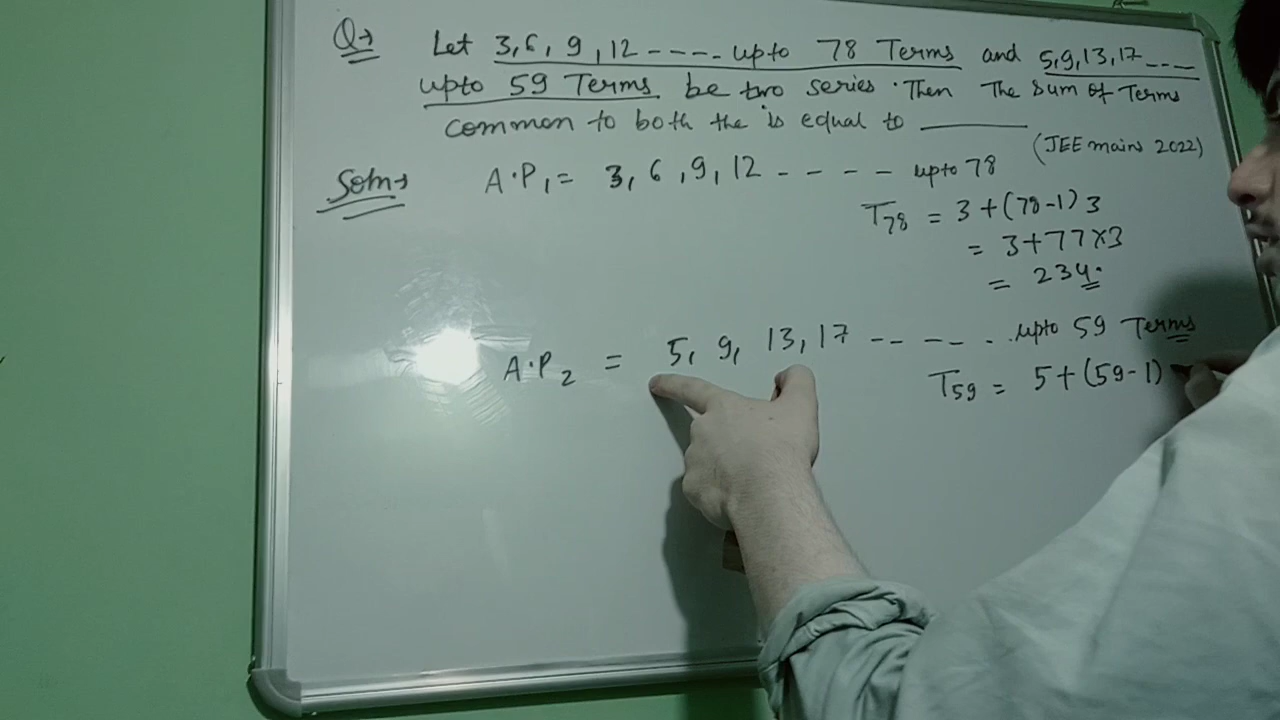 Q→ Let 3, 6, 9, 12 ---- upto 78 Terms and 5, 9, 13, 17 ---
upto 59 Terms be two series. Then The Sum of Terms
common to both the is equal to ______
(JEE mains 2022)
Soln→ A.P₁ = 3, 6, 9, 12 - - - - upto 78
T₇₈ = 3 + (78-1) 3
= 3 + 77 × 3
= 234.
A.P₂ = 5, 9, 13, 17 -- -- - . . upto 59 Terms
T₅₉ = 5 + (59-1)